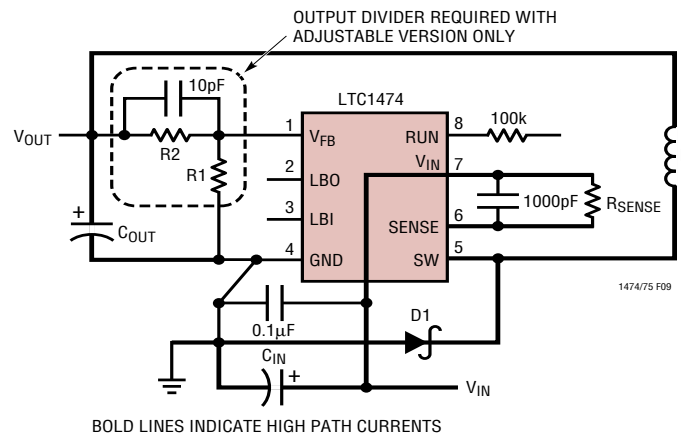 OUTPUT DIVIDER REQUIRED WITH
ADJUSTABLE VERSION ONLY
10pF
LTC1474
VOUT
R2
1
VFB
RUN
8
100k
R1
2
LBO
VIN
7
1000pF
RSENSE
3
LBI
SENSE
6
+
COUT
4
GND
SW
5
1474/75 F09
0.1µF
D1
CIN
+
VIN
BOLD LINES INDICATE HIGH PATH CURRENTS